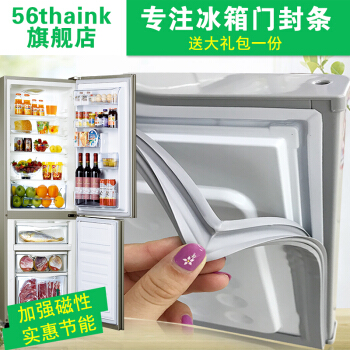 56thaink
旗舰店
专注冰箱门封条
送大礼包一份
加强磁性
实惠节能